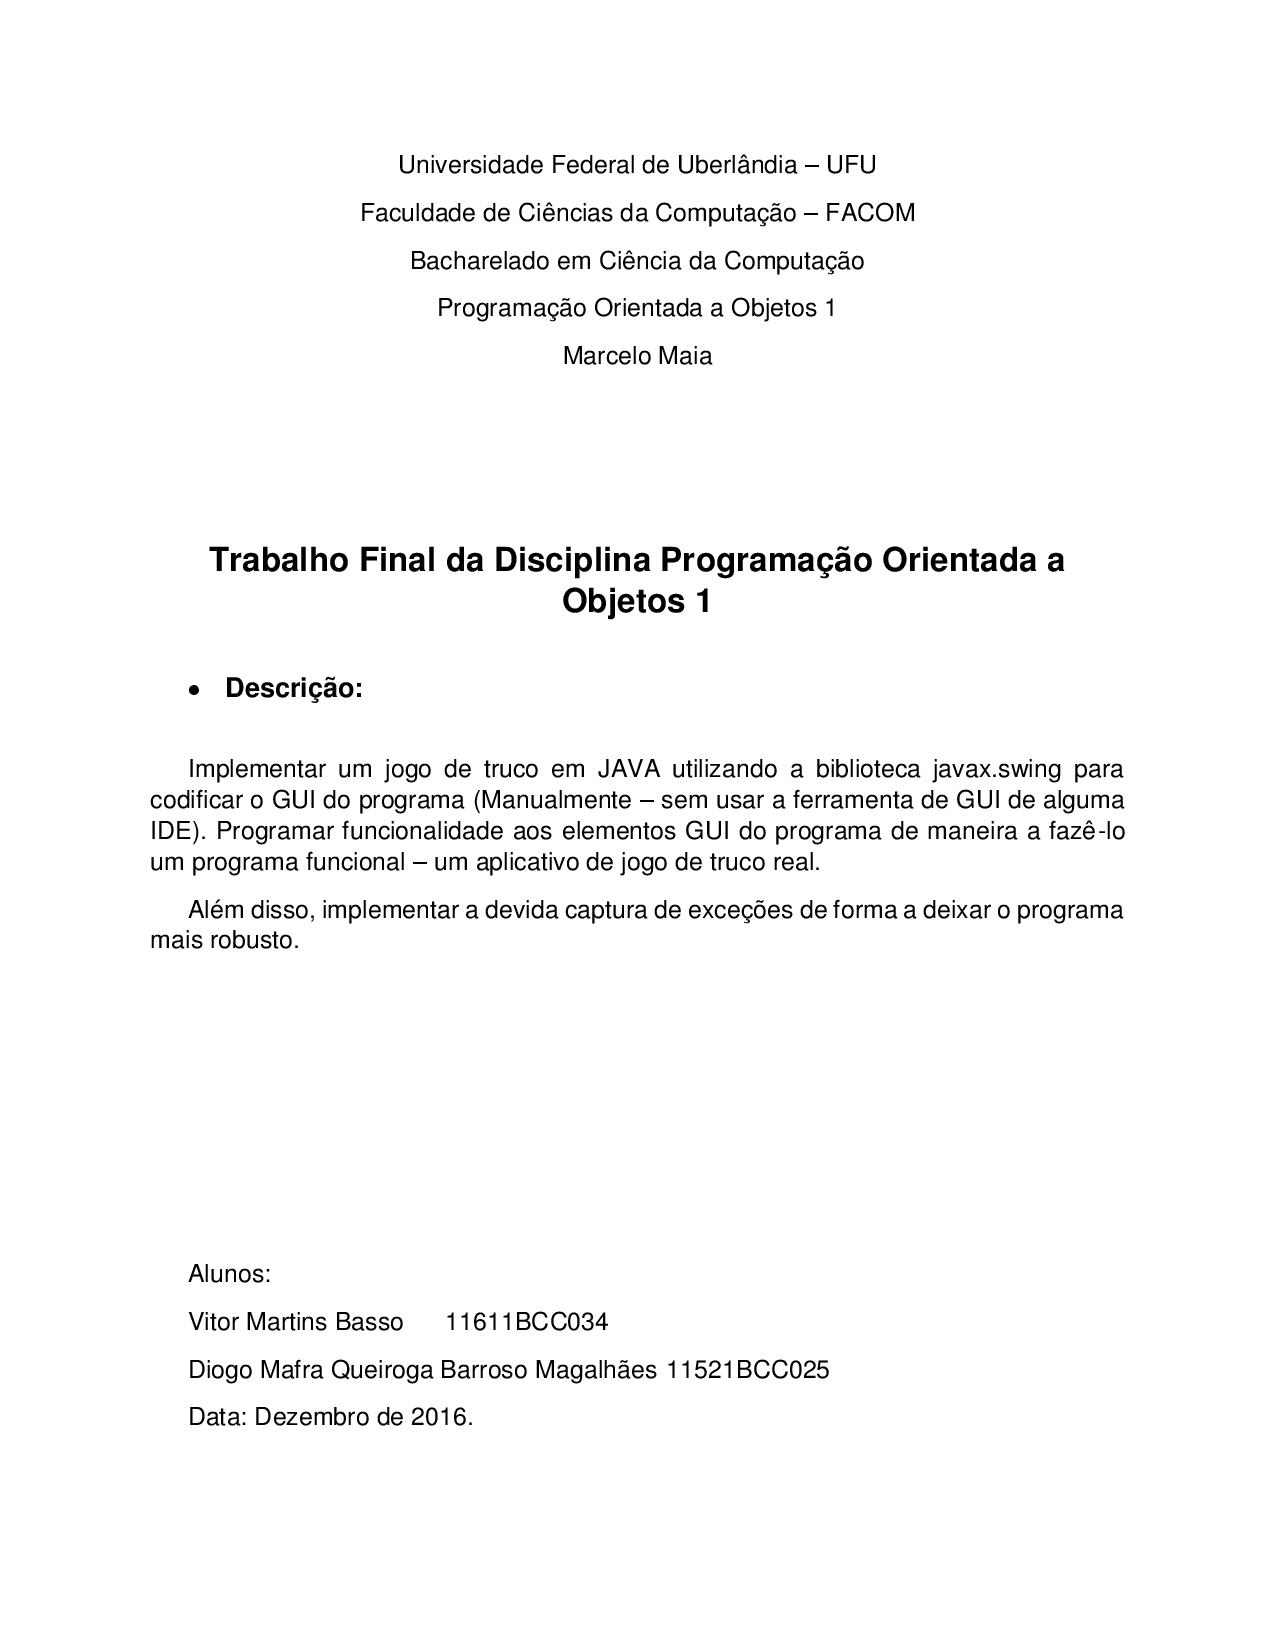 Universidade Federal de Uberlândia – UFU
Faculdade de Ciências da Computação – FACOM
Bacharelado em Ciência da Computação
Programação Orientada a Objetos 1
Marcelo Maia
Trabalho Final da Disciplina Programação Orientada a
Objetos 1
• Descrição:
Implementar um jogo de truco em JAVA utilizando a biblioteca javax.swing para
codificar o GUI do programa (Manualmente – sem usar a ferramenta de GUI de alguma
IDE). Programar funcionalidade aos elementos GUI do programa de maneira a fazê-lo
um programa funcional – um aplicativo de jogo de truco real.
Além disso, implementar a devida captura de exceções de forma a deixar o programa
mais robusto.
Alunos:
Vitor Martins Basso 11611BCC034
Diogo Mafra Queiroga Barroso Magalhães 11521BCC025
Data: Dezembro de 2016.